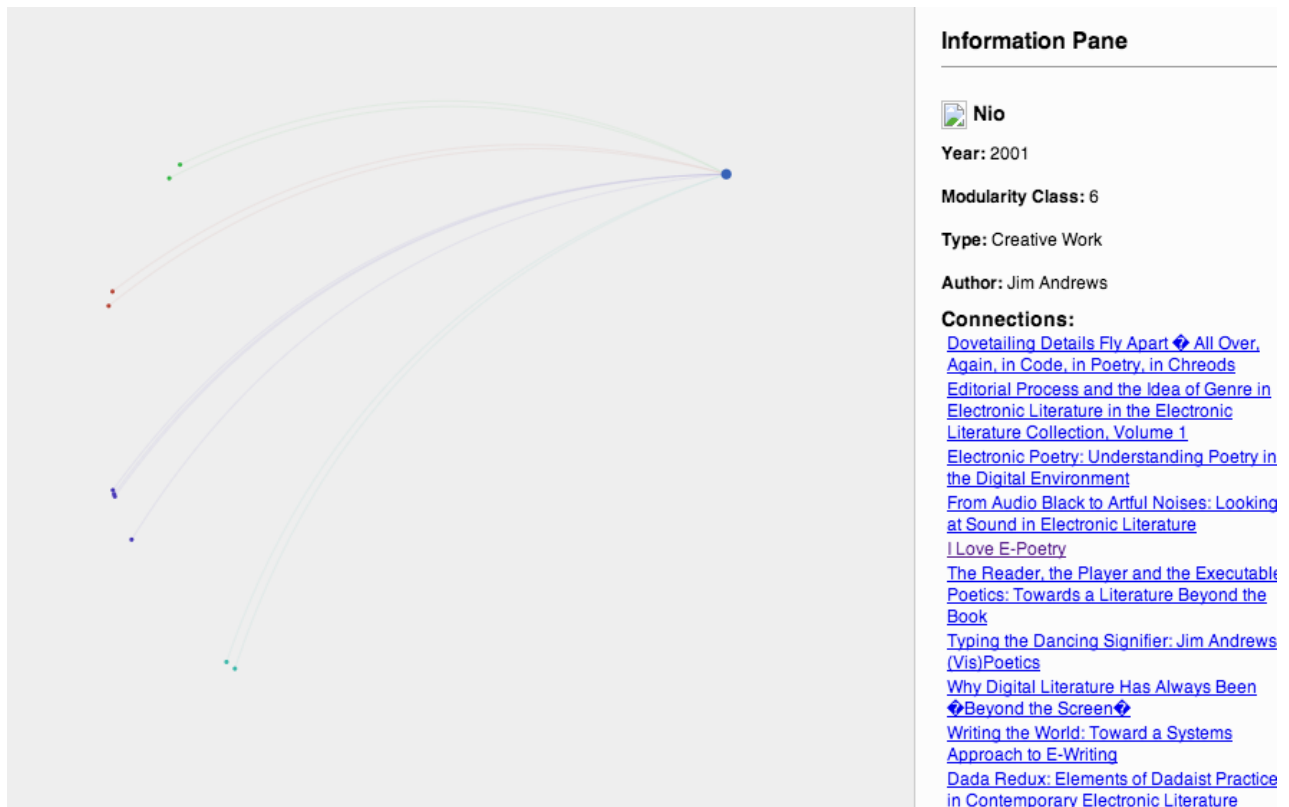 Information Pane
Nio
Year: 2001
Modularity Class: 6
Type: Creative Work
Author: Jim Andrews
Connections:
Dovetailing Details Fly Apart � All Over,
Again, in Code, in Poetry, in Chreods
Editorial Process and the Idea of Genre in
Electronic Literature in the Electronic
Literature Collection, Volume 1
Electronic Poetry: Understanding Poetry in
the Digital Environment
From Audio Black to Artful Noises: Looking
at Sound in Electronic Literature
I Love E-Poetry
The Reader, the Player and the Executable
Poetics: Towards a Literature Beyond the
Book
Typing the Dancing Signifier: Jim Andrews
(Vis)Poetics
Why Digital Literature Has Always Been
�Beyond the Screen�
Writing the World: Toward a Systems
Approach to E-Writing
Dada Redux: Elements of Dadaist Practice
in Contemporary Electronic Literature